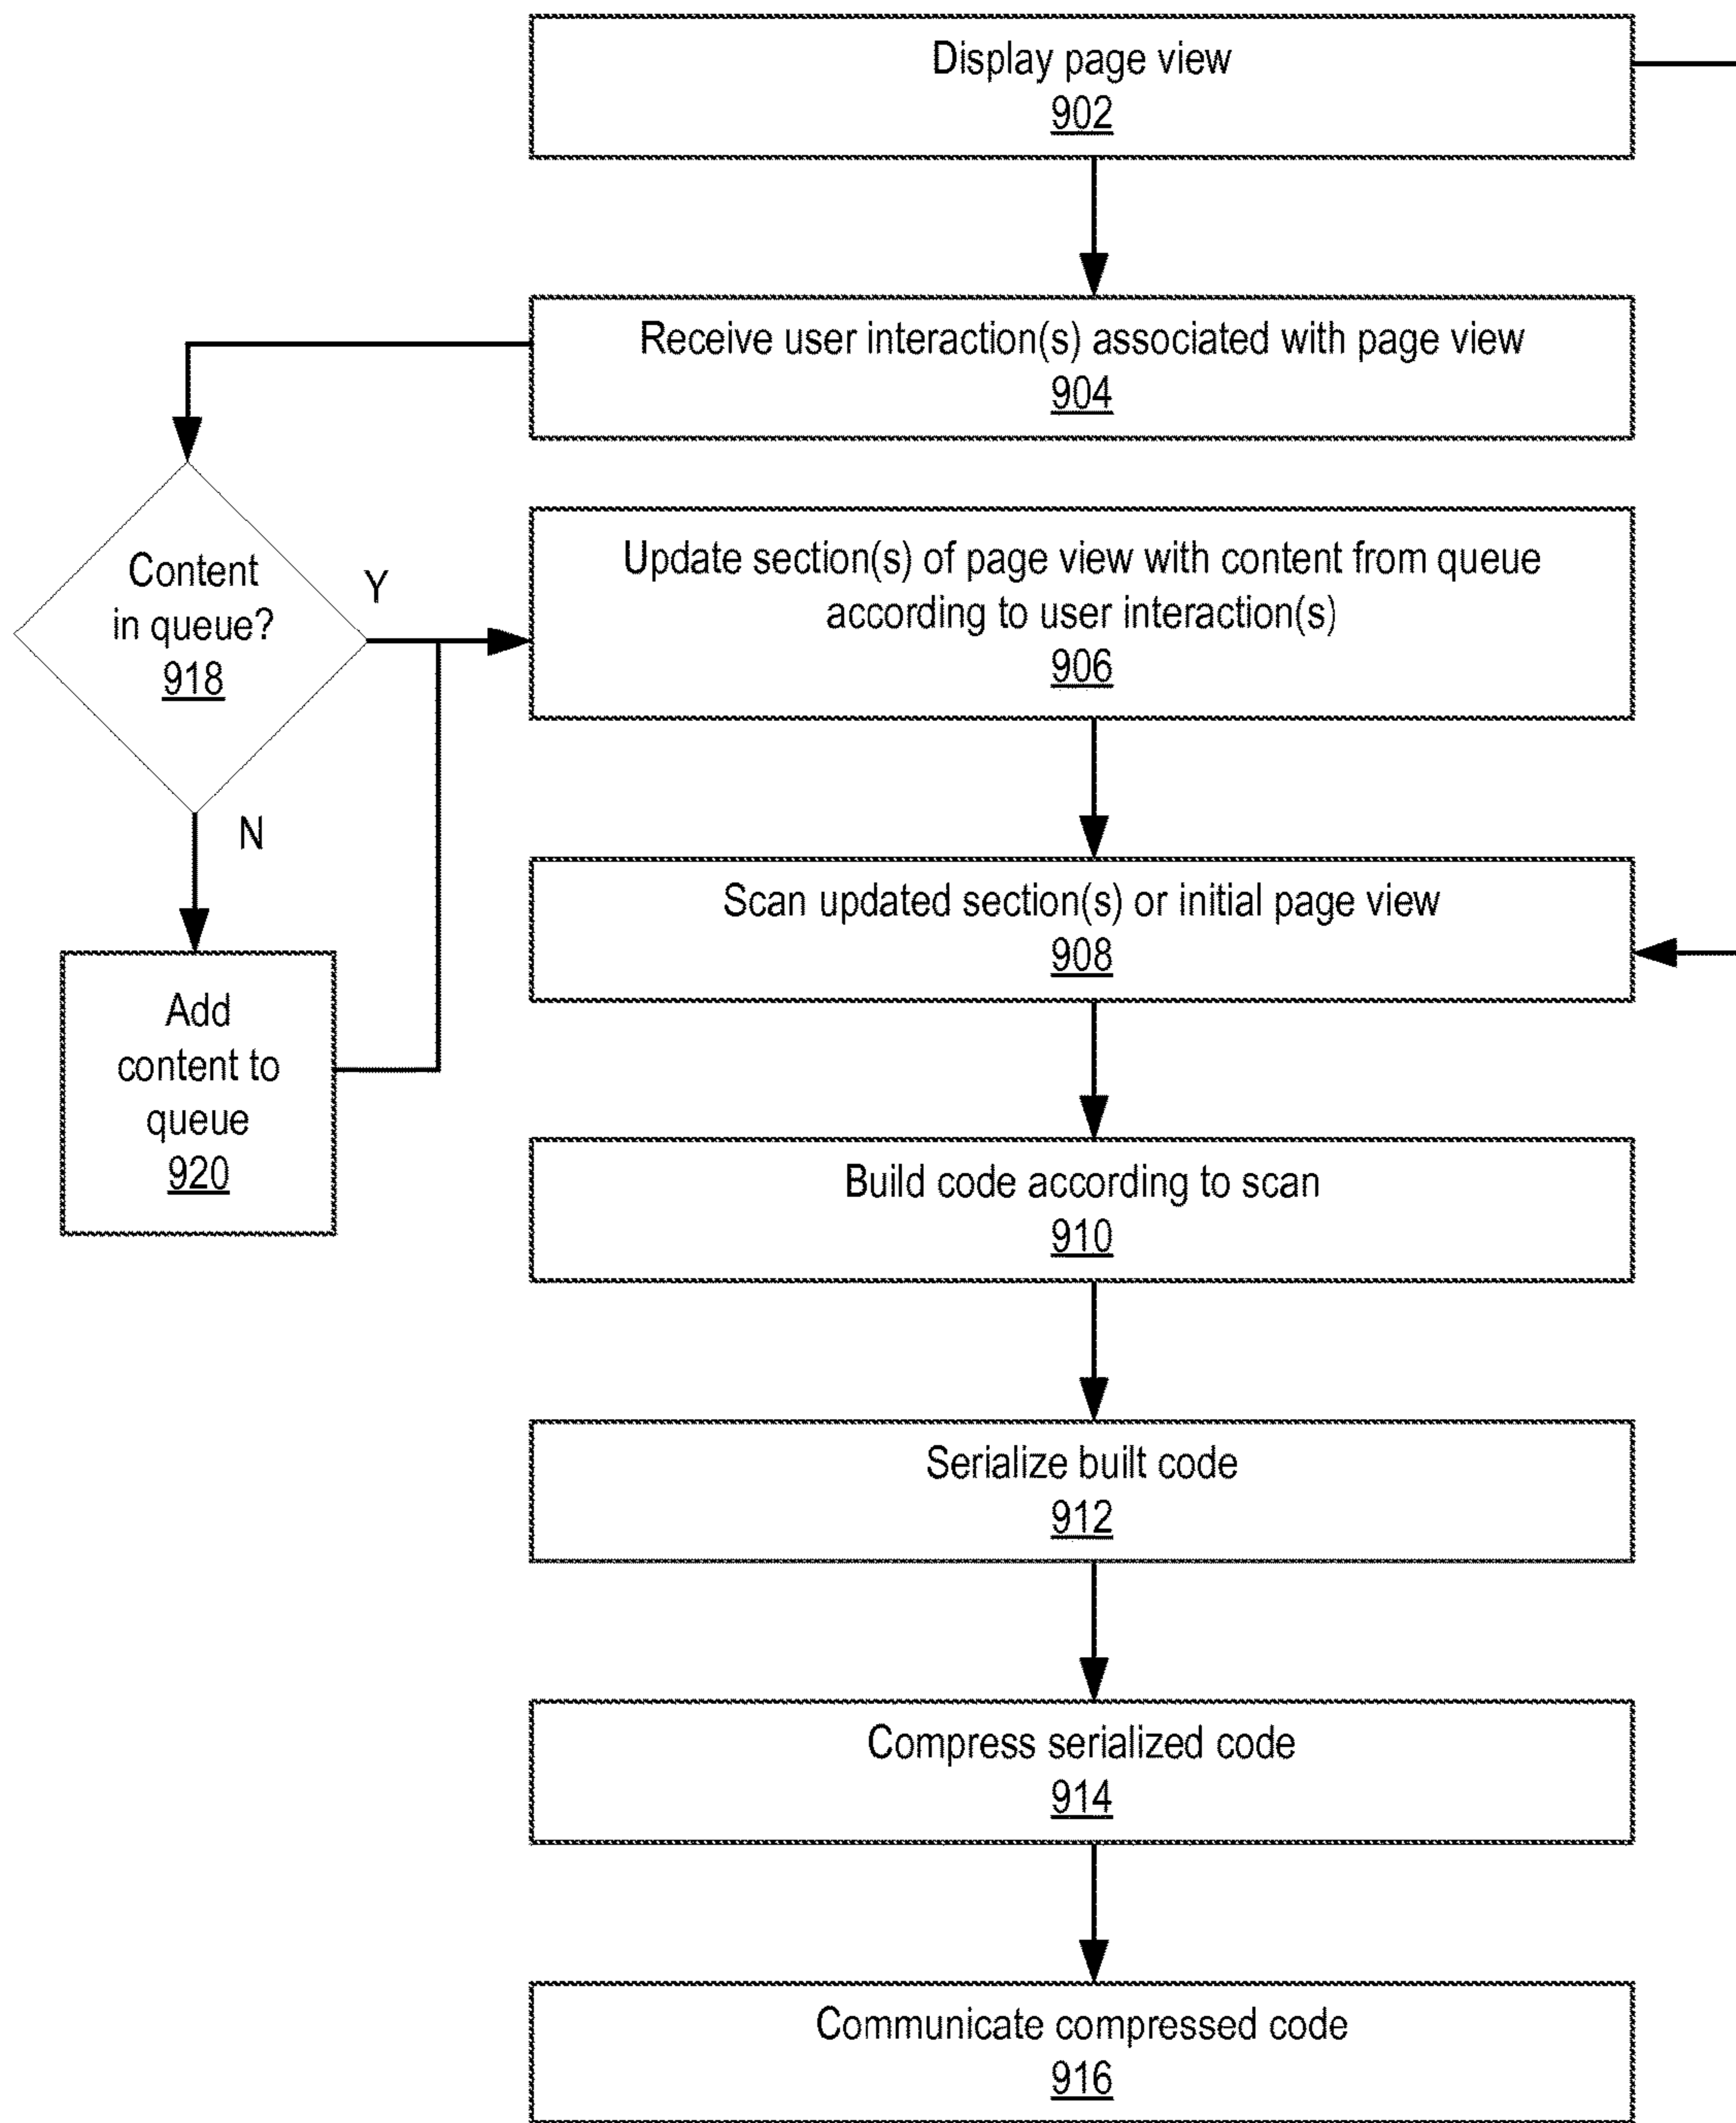 Display page view
902
Receive user interaction(s) associated with page view
904
Content
in queue?
918
Y
N
Update section(s) of page view with content from queue
according to user interaction(s)
906
Add
content to
queue
920
Scan updated section(s) or initial page view
908
Build code according to scan
910
Serialize built code
912
Compress serialized code
914
Communicate compressed code
916